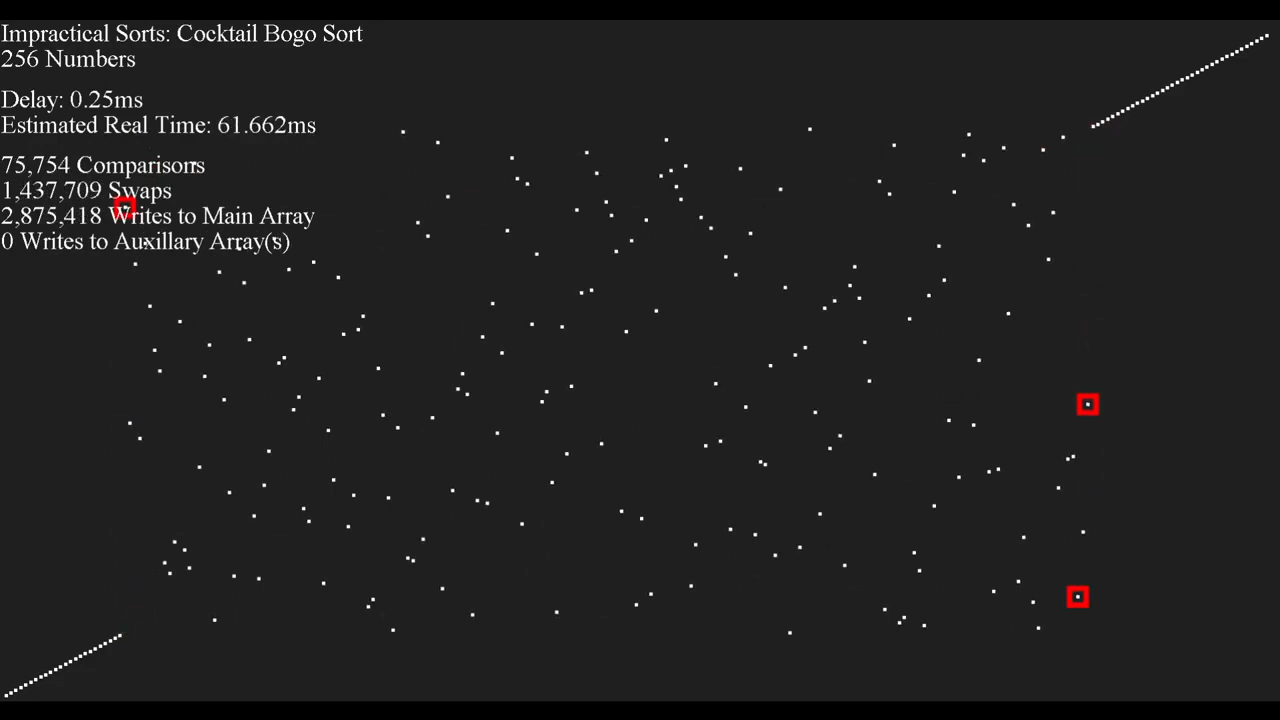 Impractical Sorts: Cocktail Bogo Sort
256 Numbers
Delay: 0.25ms
Estimated Real Time: 61.662ms
75,754 Comparisons
1,437,709 Swaps
2,875,418 Writes to Main Array
0 Writes to Auxillary Array(s)